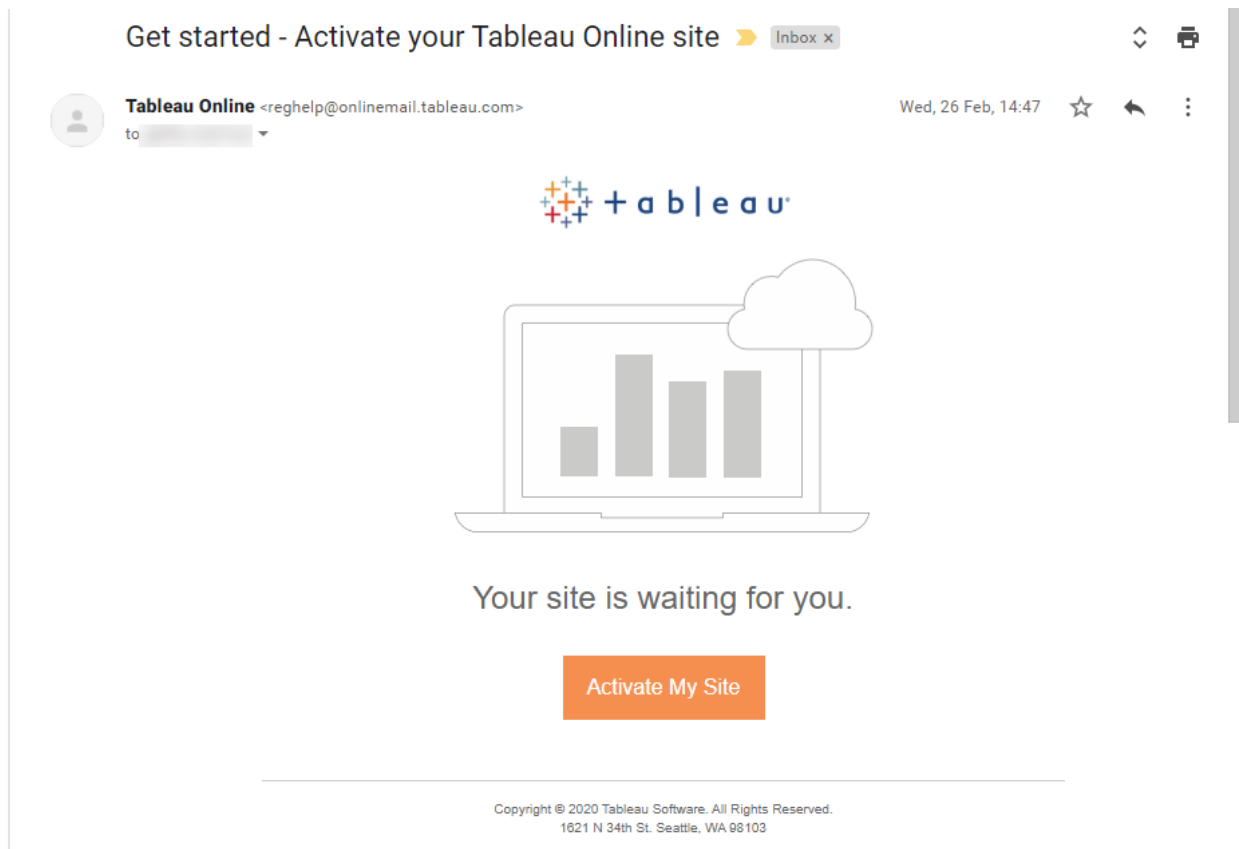 Get started - Activate your Tableau Online site Inbox x
Tableau Online <reghelp@onlinemail.tableau.com> Wed, 26 Feb, 14:47
to
+ableau
Your site is waiting for you.
Activate My Site
Copyright © 2020 Tableau Software. All Rights Reserved.
1621 N 34th St. Seattle, WA 98103